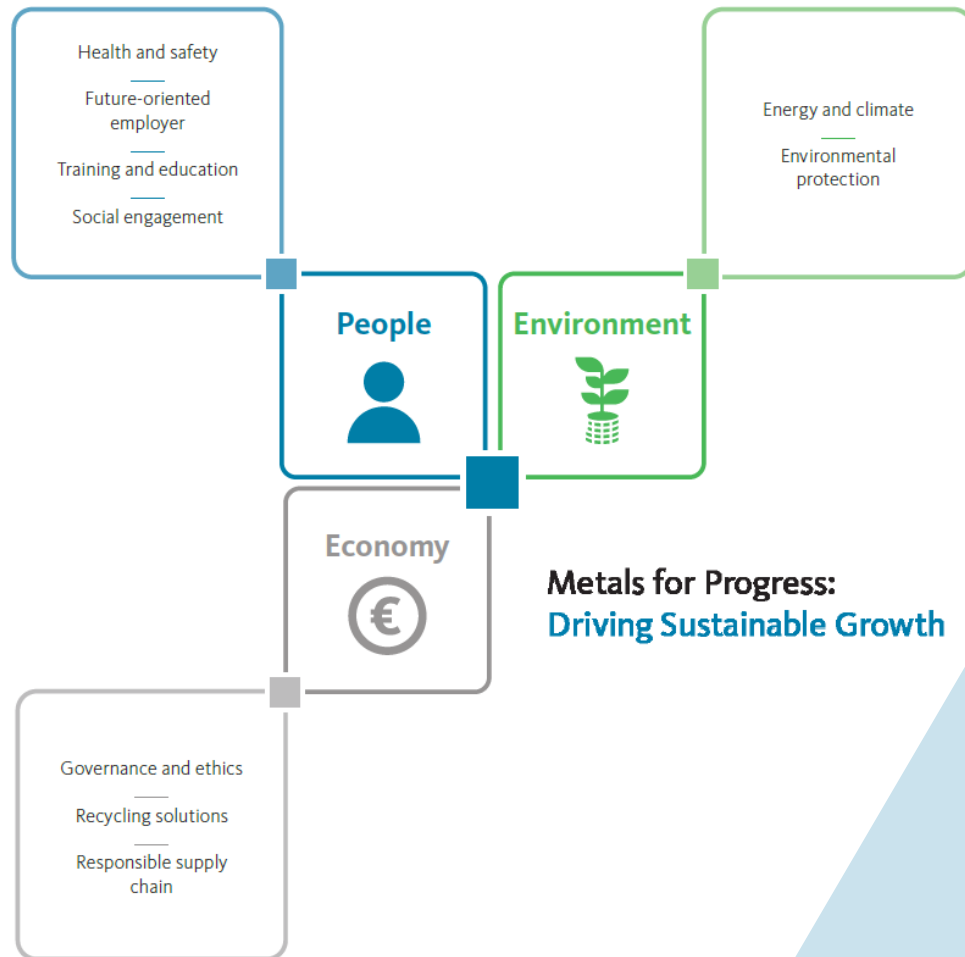 Health and safety
Future-oriented
employer
Training and education
Social engagement
Energy and climate
Environmental
protection
People
Environment
Economy
€
Metals for Progress:
Driving Sustainable Growth
Governance and ethics
Recycling solutions
Responsible supply
chain